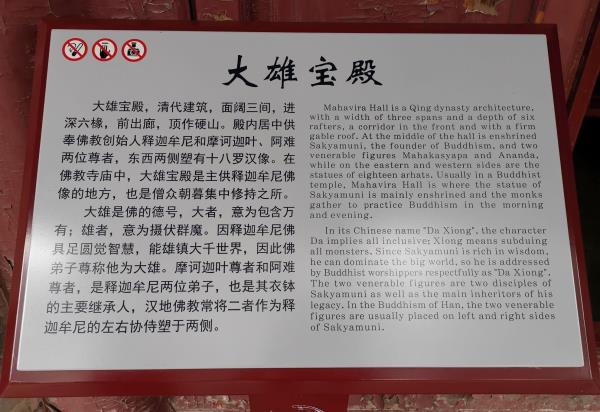 大雄宝殿
大雄宝殿，清代建筑，面阔三间，进
深六椽，前出廊，顶作硬山。殿内居中供
奉佛教创始人释迦牟尼和摩诃迦叶、阿难
两位尊者，东西两侧塑有十八罗汉像。在
佛教寺庙中，大雄宝殿是主供释迦牟尼佛
像的地方，也是僧众朝暮集中修持之所。
大雄是佛的德号，大者，意为包含万
有；雄者，意为摄伏群魔。因释迦牟尼佛
具足圆觉智慧，能雄镇大千世界，因此佛
弟子尊称他为大雄。摩诃迦叶尊者和阿难
尊者，是释迦牟尼两位弟子，也是其衣钵
的主要继承人，汉地佛教常将二者作为释
迦牟尼的左右协侍塑于两侧。
Mahavira Hall is a Qing dynasty architecture,
with a width of three spans and a depth of six
rafters, a corridor in the front and with a firm
gable roof. At the middle of the hall is enshrined
Sakyamuni, the founder of Buddhism, and two
venerable figures Mahakasyapa and Ananda,
while on the eastern and western sides are the
statues of eighteen arhats. Usually in a Buddhist
temple, Mahavira Hall is where the statue of
Sakyamuni is mainly enshrined and the monks
gather to practice Buddhism in the morning
and evening.
In its Chinese name "Da Xiong", the character
Da implies all inclusive; Xiong means subduing
all monsters. Since Sakyamuni is rich in wisdom,
he can dominate the big world, so he is addressed
by Buddhist worshippers respectfully as "Da Xiong".
The two venerable figures are two disciples of
Sakyamuni as well as the main inheritors of his
legacy. In the Buddhism of Han, the two venerable
figures are usually placed on left and right sides
of Sakyamuni.